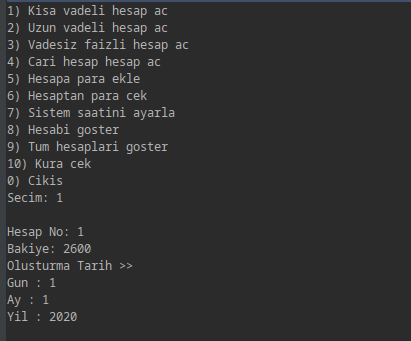 1) Kisa vadeli hesap ac
2) Uzun vadeli hesap ac
3) Vadesiz faizli hesap ac
4) Cari hesap hesap ac
5) Hesapa para ekle
6) Hesaptan para cek
7) Sistem saatini ayarla
8) Hesabi goster
9) Tum hesaplari goster
10) Kura cek
0) Cikis
Secim: 1

Hesap No: 1
Bakiye: 2600
Olusturma Tarih >>
Gun : 1
Ay : 1
Yil : 2020